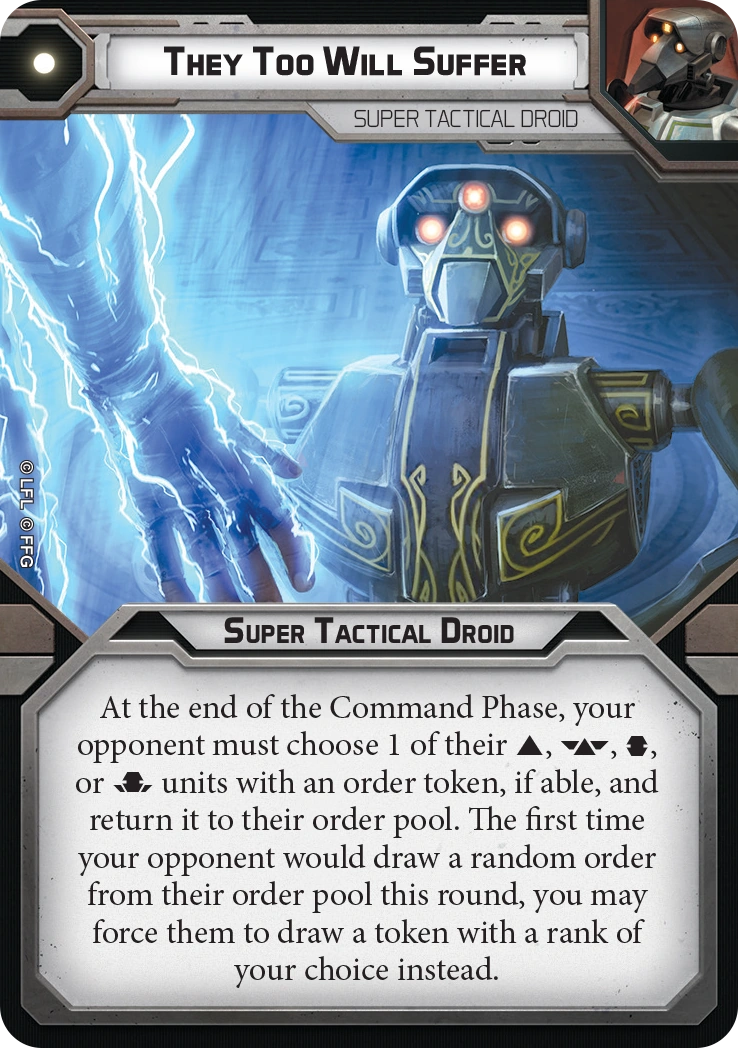 They Too Will Suffer
SUPER TACTICAL DROID
© LFL © FFG
Super Tactical Droid
At the end of the Command Phase, your
opponent must choose 1 of their , , ,
or units with an order token, if able, and
return it to their order pool. The first time
your opponent would draw a random order
from their order pool this round, you may
force them to draw a token with a rank of
your choice instead.